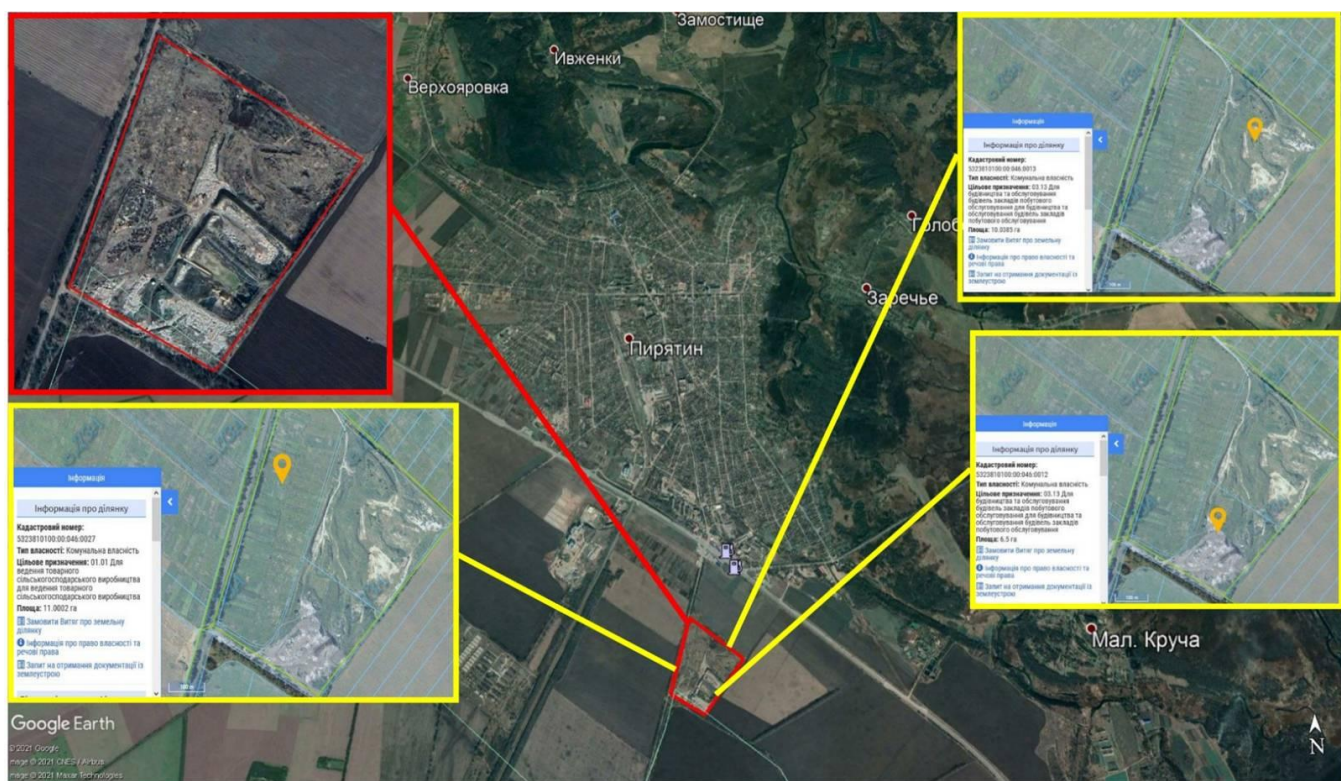 Замостище
Ивженки
Верхояровка
Голоб
Заречье
Пирятин
Мал. Круча
Інформація
Інформація про ділянку
Кадастровий номер:
5323810100:00:046:0013
Тип власності: Комунальна власність
Цільове призначення: 03.13 Для
будівництва та обслуговування
будівель закладів побутового
обслуговування для будівництва та
обслуговування будівель закладів
побутового обслуговування
Площа: 10.0385 га
Замовити Витяг про земельну
ділянку
Інформація про право власності та
речові права
Запит на отримання документації із
землеустрою
100 m
Інформація
Інформація про ділянку
Кадастровий номер:
5323810100:00:046:0012
Тип власності: Комунальна власність
Цільове призначення: 03.13 Для
будівництва та обслуговування
будівель закладів побутового
обслуговування для будівництва та
обслуговування будівель закладів
побутового обслуговування
Площа: 6.5 га
Замовити Витяг про земельну
ділянку
Інформація про право власності та
речові права
Запит на отримання документації із
землеустрою
100 m
Інформація
Інформація про ділянку
Кадастровий номер:
5323810100:00:046:0027
Тип власності: Комунальна власність
Цільове призначення: 01.01 Для
ведення товарного
сільськогосподарського виробництва
для ведення товарного
сільськогосподарського виробництва
Площа: 11.0002 га
Замовити Витяг про земельну
ділянку
Інформація про право власності та
речові права
Запит на отримання документації із
землеустрою
100 m
Google Earth
© 2021 Google
mage © 2021 CNES / Airbus
mage © 2021 Maxar Technologies
N